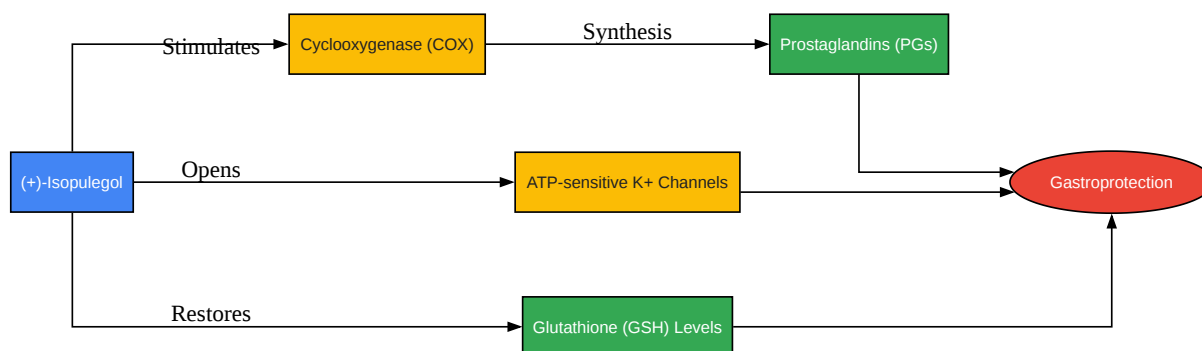 Stimulates
Cyclooxygenase (COX)
Synthesis
Prostaglandins (PGs)
(+)-Isopulegol
Opens
ATP-sensitive K+ Channels
Gastroprotection
Restores
Glutathione (GSH) Levels